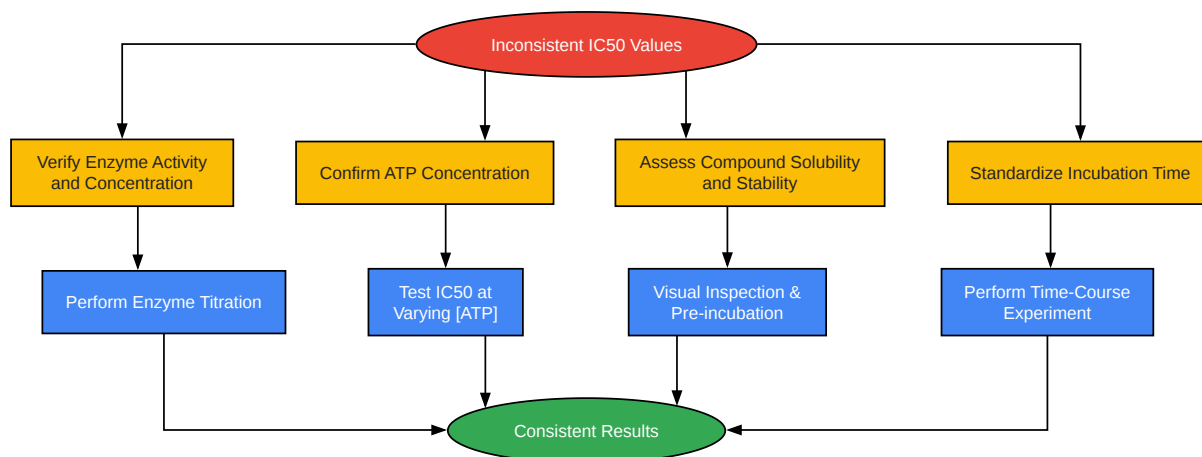 Inconsistent IC50 Values
Verify Enzyme Activity
and Concentration
Confirm ATP Concentration
Assess Compound Solubility
and Stability
Standardize Incubation Time
Perform Enzyme Titration
Test IC50 at
Varying [ATP]
Visual Inspection &
Pre-incubation
Perform Time-Course
Experiment
Consistent Results